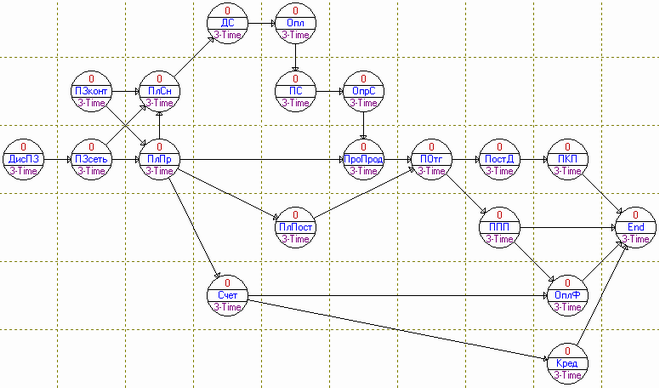 0
ДС
3-Time
0
Опл
3-Time
0
ПЗконт
3-Time
0
ПлСн
3-Time
0
ПС
3-Time
0
ОпрС
3-Time
0
ДисПЗ
3-Time
0
ПЗсеть
3-Time
0
ПлПр
3-Time
0
ПроПрод
3-Time
0
ПОтг
3-Time
0
ПостД
3-Time
0
ПКП
3-Time
0
ПлПост
3-Time
0
ППП
3-Time
0
End
3-Time
0
Счет
3-Time
0
ОплФ
3-Time
0
Кред
3-Time